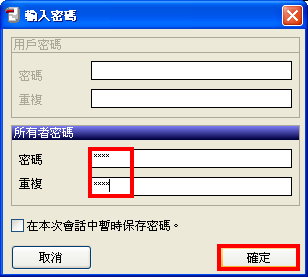 輸入密碼
用戶密碼
密碼
重複
所有者密碼
密碼 ****
重複 ****
在本次會話中暫時保存密碼。
取消 確定